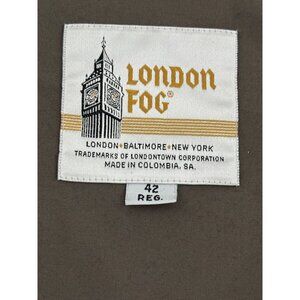 LONDON
FOG®
LONDON•BALTIMORE•NEW YORK
TRADEMARKS OF LONDONTOWN CORPORATION
MADE IN COLOMBIA. SA.
42
REG.